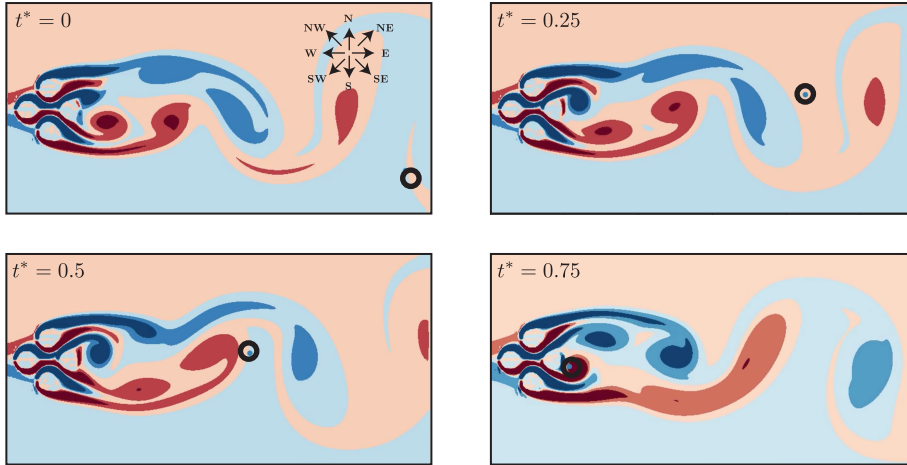 t* = 0
N
NW NE
W E
SW SE
S
t* = 0.25
t* = 0.5
t* = 0.75